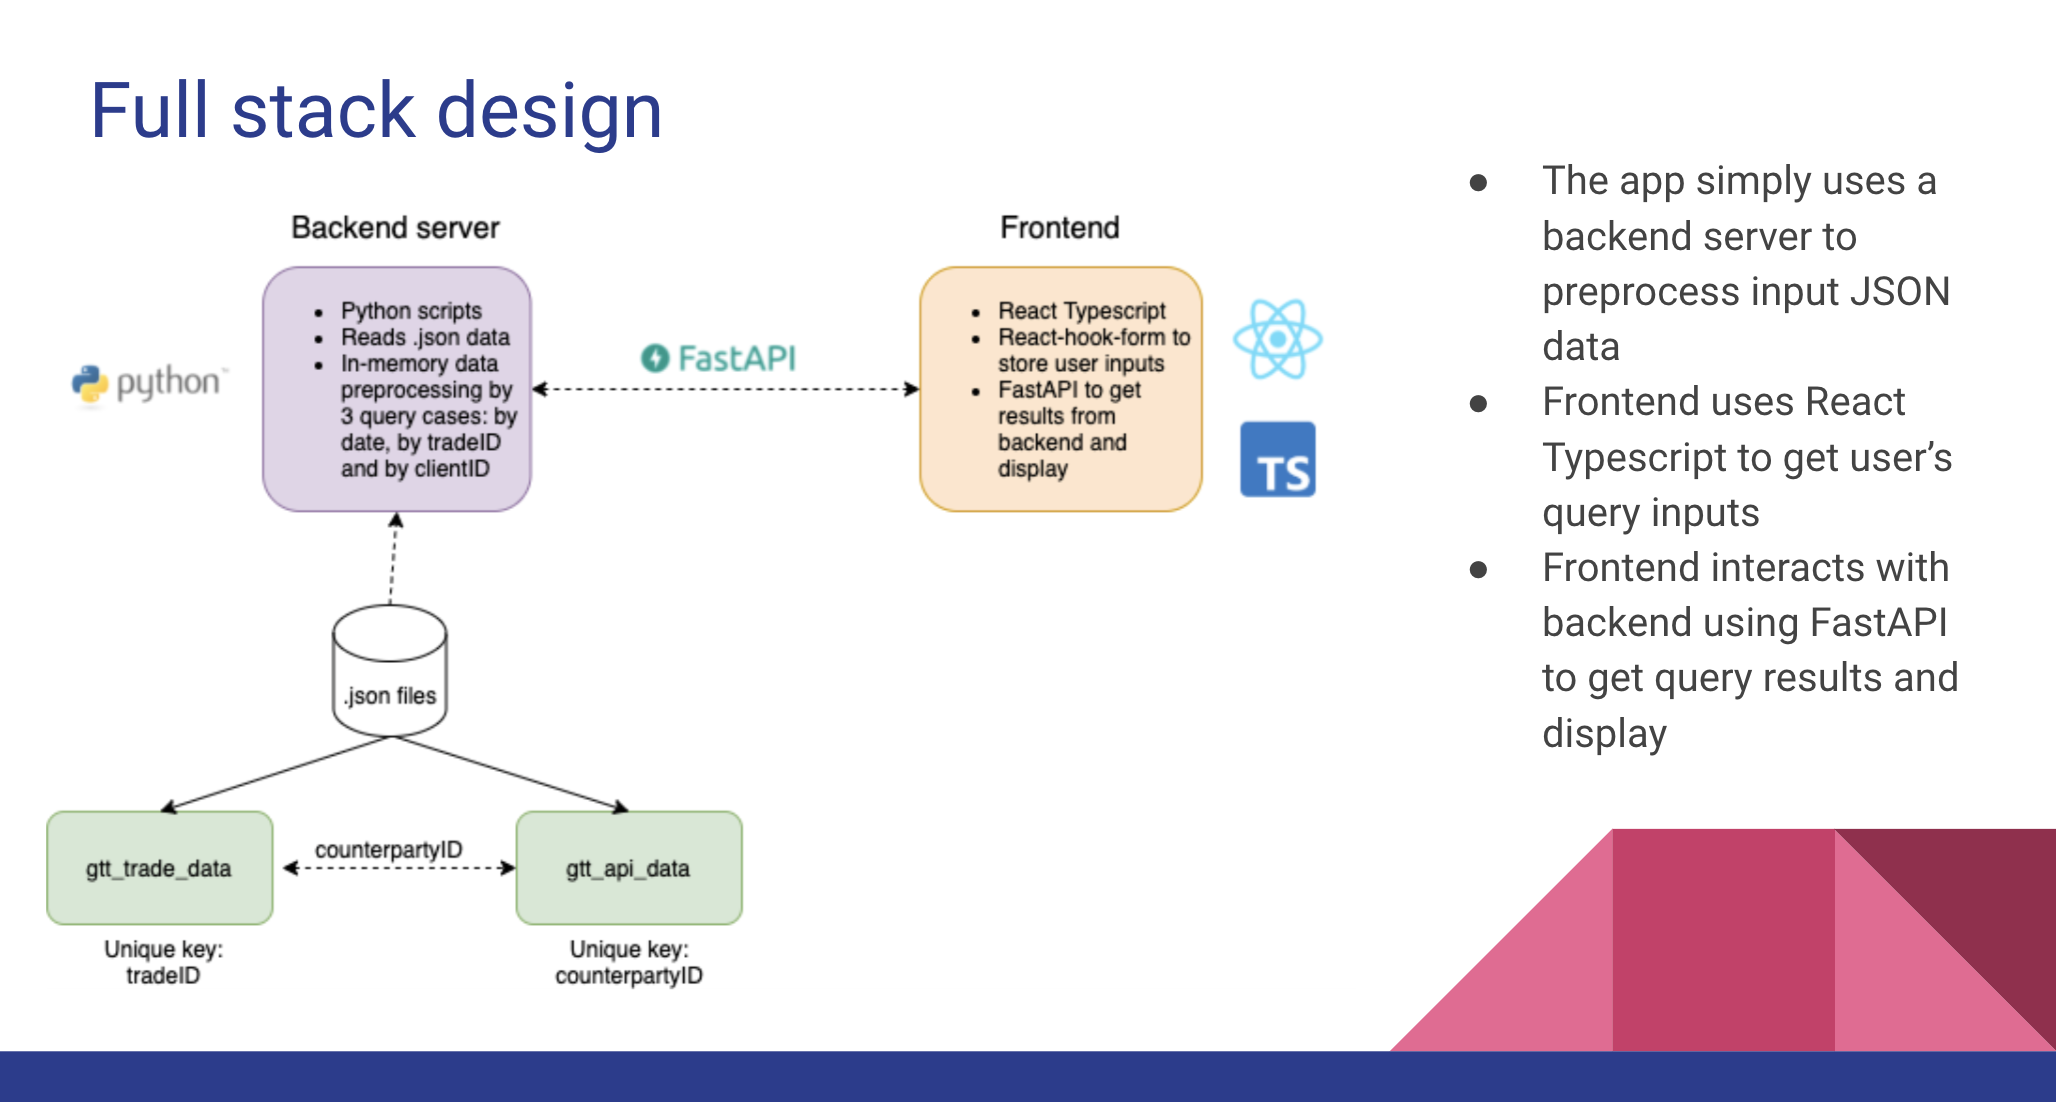 Full stack design
Backend server
• Python scripts
• Reads .json data
• In-memory data
preprocessing by
3 query cases: by
date, by tradeID
and by clientID
python™
FastAPI
Frontend
• React Typescript
• React-hook-form to
store user inputs
• FastAPI to get
results from
backend and
display
TS
.json files
gtt_trade_data
counterpartyID
gtt_api_data
Unique key:
tradeID
Unique key:
counterpartyID
● The app simply uses a
backend server to
preprocess input JSON
data
● Frontend uses React
Typescript to get user’s
query inputs
● Frontend interacts with
backend using FastAPI
to get query results and
display